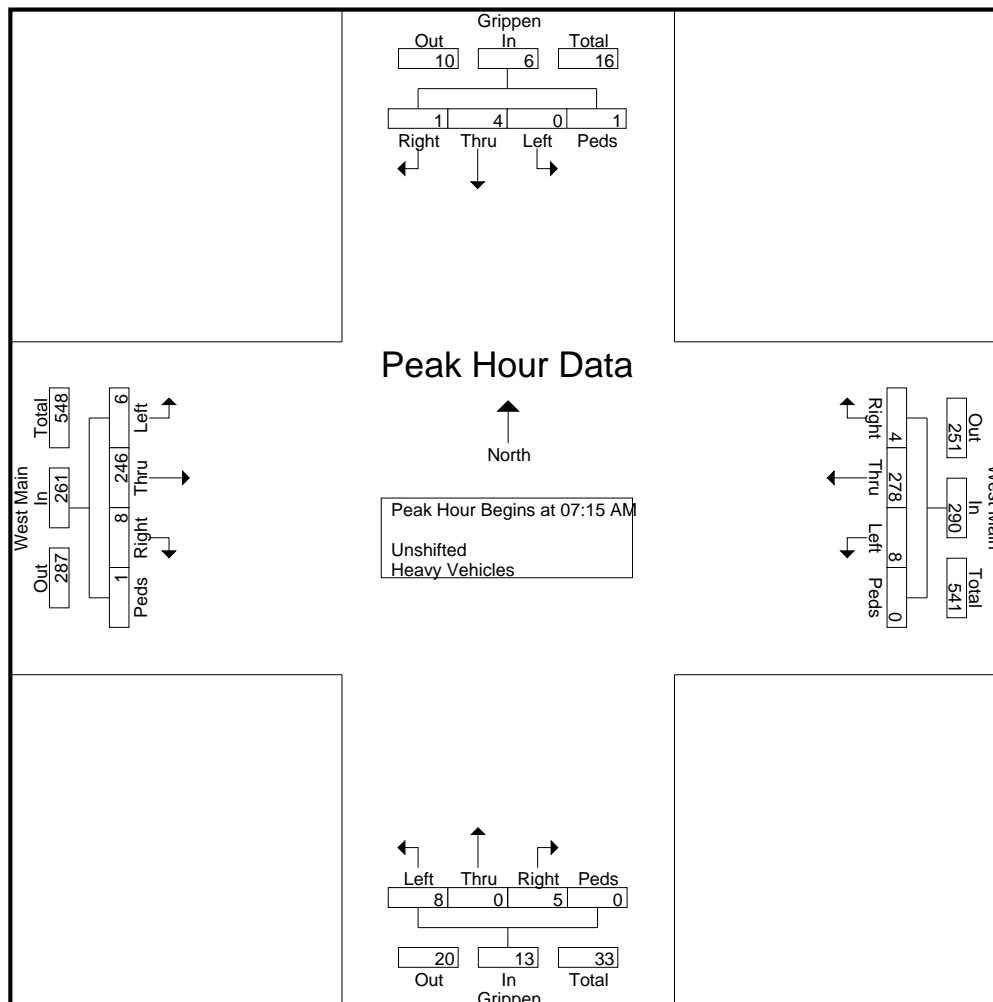 Grippen
Out In Total
10 6 16
1 4 0 1
Right Thru Left Peds
Peak Hour Data
North
Peak Hour Begins at 07:15 AM
Unshifted
Heavy Vehicles
West Main
Total In Out
548 261 287
6 246 8 1
Left Thru Right Peds
Right Thru Left Peds
4 278 8 0
251 290 541
Out In Total
West Main
Left Thru Right Peds
8 0 5 0
20 13 33
Out In Total
Grippen